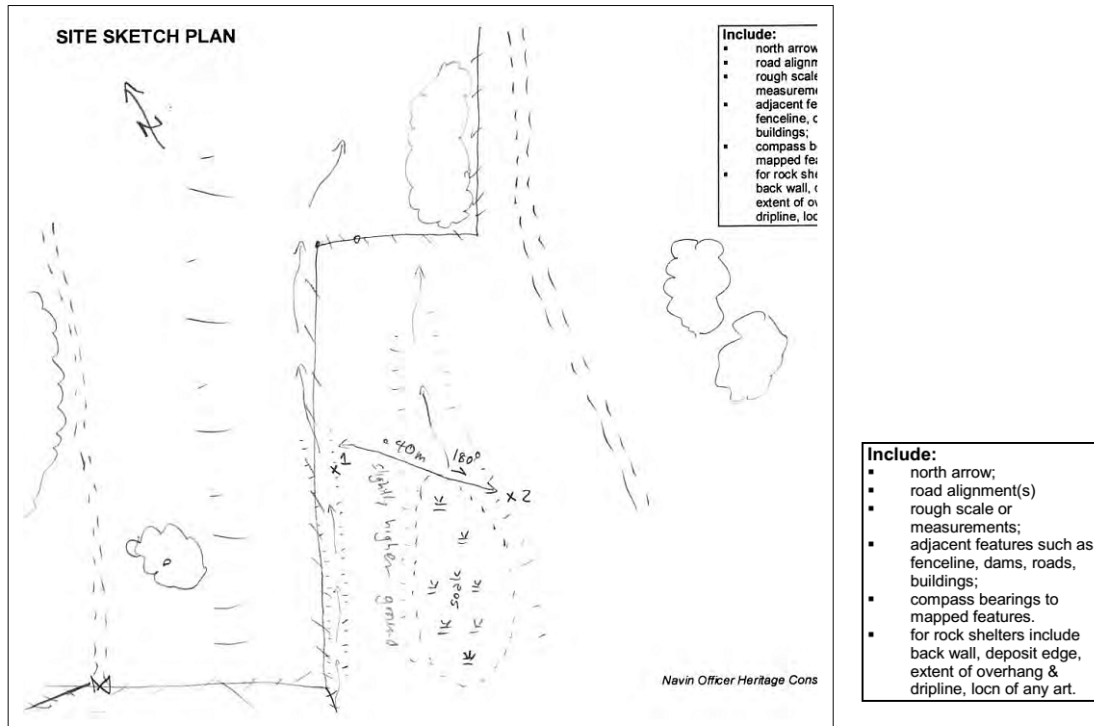 SITE SKETCH PLAN
Include:
▪ north arrow
▪ road alignm
▪ rough scale
measureme
▪ adjacent fe
fenceline, c
buildings;
▪ compass b
mapped fea
▪ for rock she
back wall, d
extent of ov
dripline, loc
N
40m
180°
x1
x2
slightly higher ground
soak
Navin Officer Heritage Cons
Include:
▪ north arrow;
▪ road alignment(s)
▪ rough scale or
measurements;
▪ adjacent features such as
fenceline, dams, roads,
buildings;
▪ compass bearings to
mapped features.
▪ for rock shelters include
back wall, deposit edge,
extent of overhang &
dripline, locn of any art.